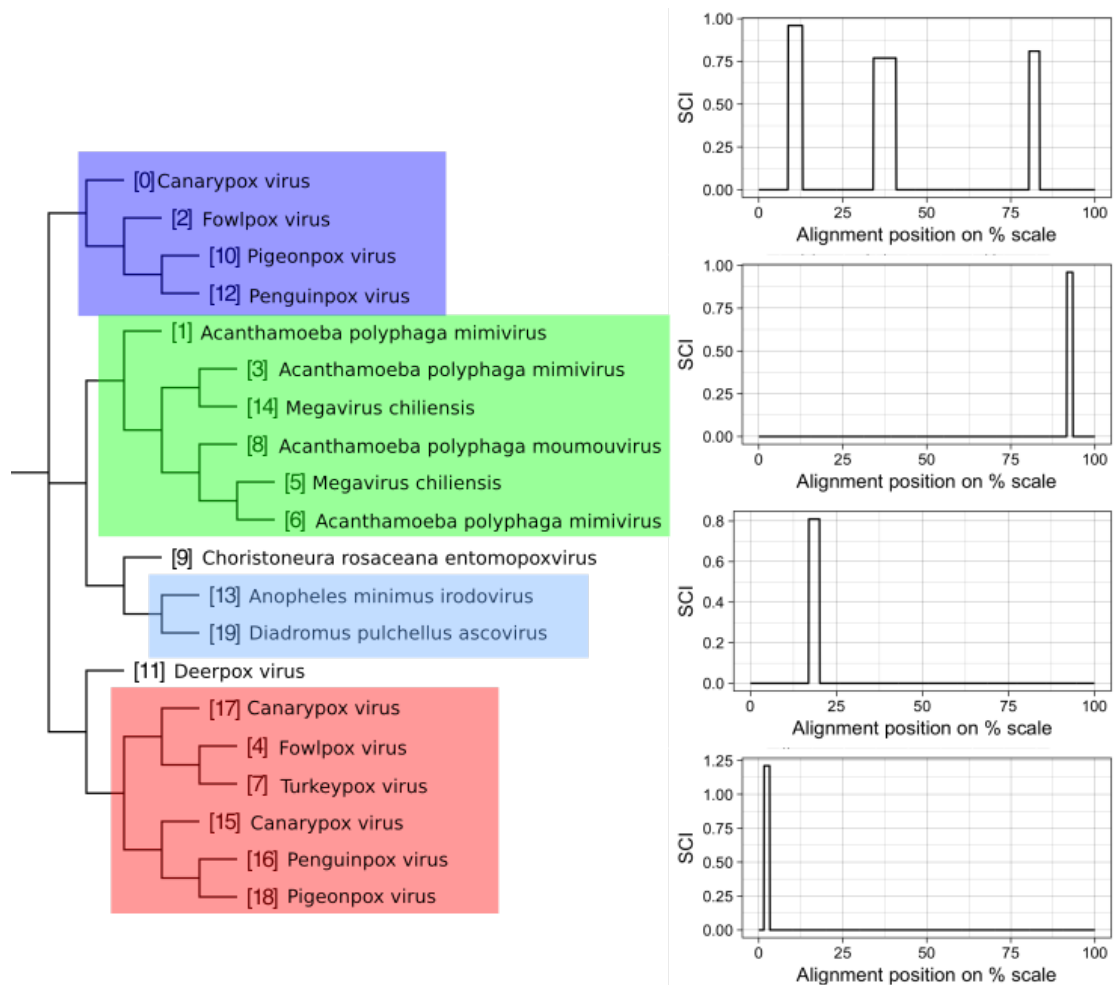 [0]Canarypox virus
[2] Fowlpox virus
[10] Pigeonpox virus
[12] Penguinpox virus
[1] Acanthamoeba polyphaga mimivirus
[3] Acanthamoeba polyphaga mimivirus
[14] Megavirus chiliensis
[8] Acanthamoeba polyphaga moumouvirus
[5] Megavirus chiliensis
[6] Acanthamoeba polyphaga mimivirus
[9] Choristoneura rosaceana entomopoxvirus
[13] Anopheles minimus irodovirus
[19] Diadromus pulchellus ascovirus
[11] Deerpox virus
[17] Canarypox virus
[4] Fowlpox virus
[7] Turkeypox virus
[15] Canarypox virus
[16] Penguinpox virus
[18] Pigeonpox virus
SCI
1.00
0.75
0.50
0.25
0.00
0 25 50 75 100
Alignment position on % scale
SCI
1.00
0.75
0.50
0.25
0.00
0 25 50 75 100
Alignment position on % scale
SCI
0.8
0.6
0.4
0.2
0.0
0 25 50 75 100
Alignment position on % scale
SCI
1.25
1.00
0.75
0.50
0.25
0.00
0 25 50 75 100
Alignment position on % scale